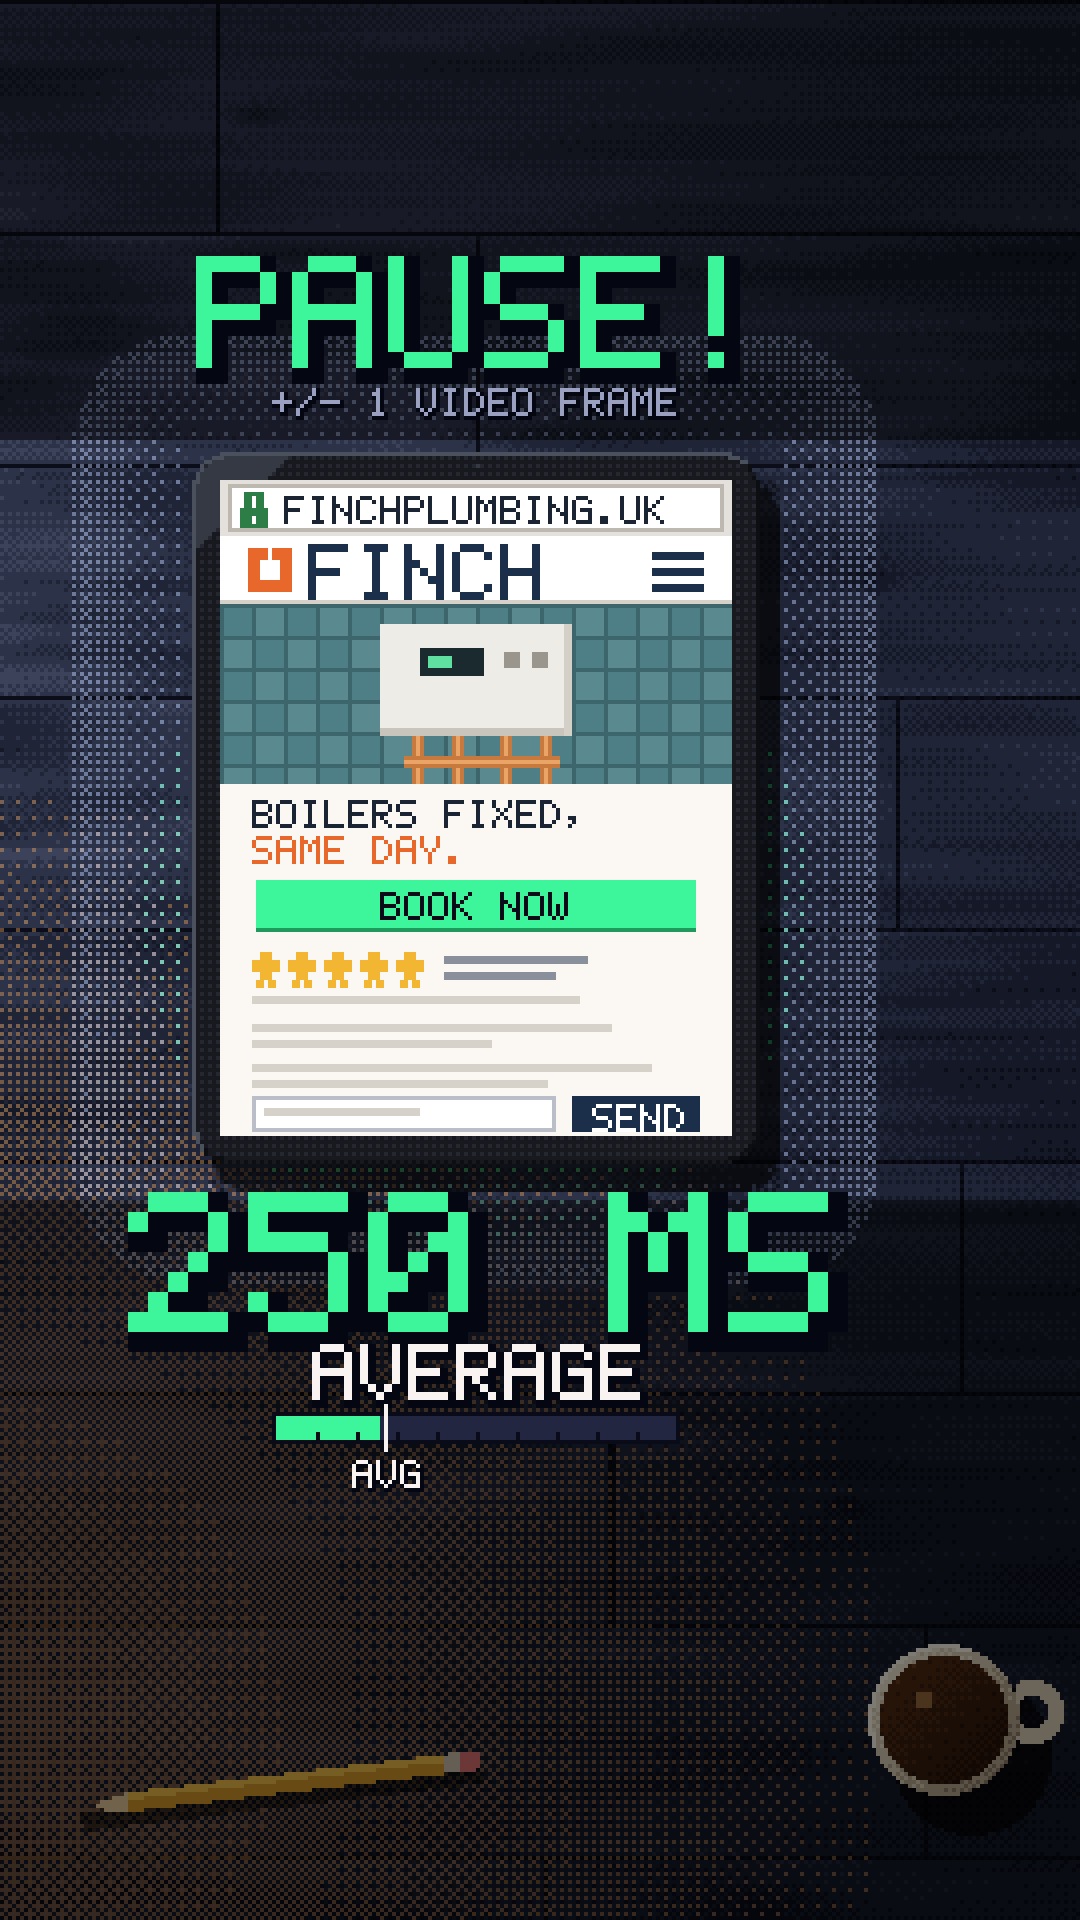 PAUSE!
+/- 1 VIDEO FRAME
FINCHPLUMBING.UK
FINCH
BOILERS FIXED,
SAME DAY.
BOOK NOW
SEND
250 MS
AVERAGE
AVG